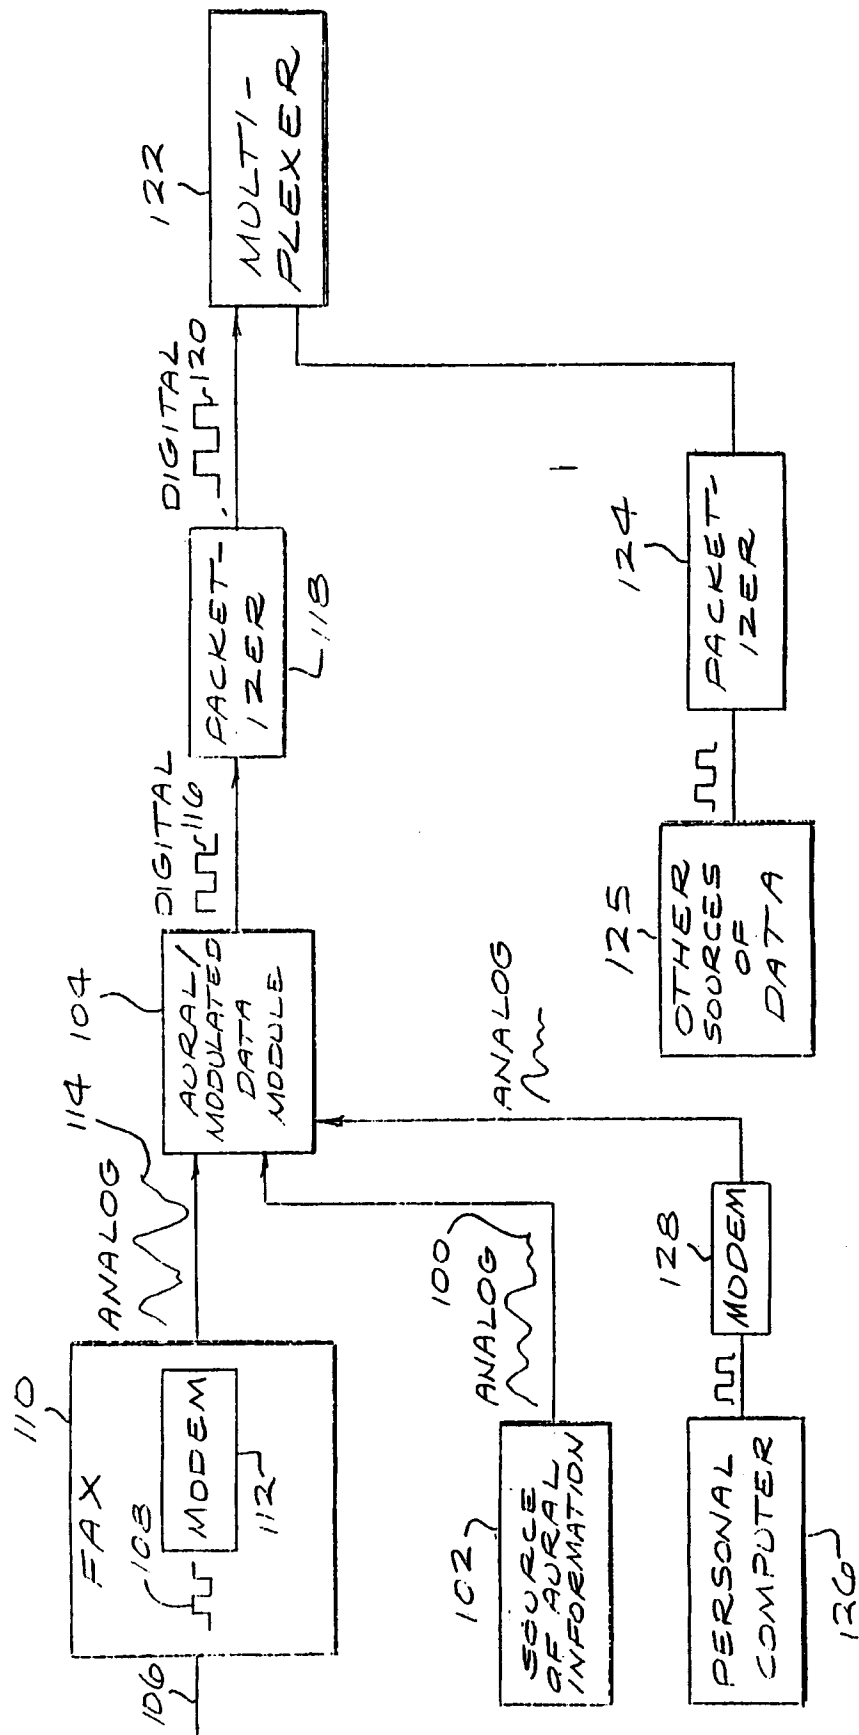 106
FAX
108
110
MODEM
112
ANALOG
114
104
AURAL/
MODULATED
DATA
MODULE
DIGITAL
116
PACKET-
IZER
118
DIGITAL
120
122
MULTI-
PLEXER
102
SOURCE
OF AURAL
INFORMATION
ANALOG
100
ANALOG
PERSONAL
COMPUTER
126
128
MODEM
125
OTHER
SOURCES
OF
DATA
124
PACKET-
IZER